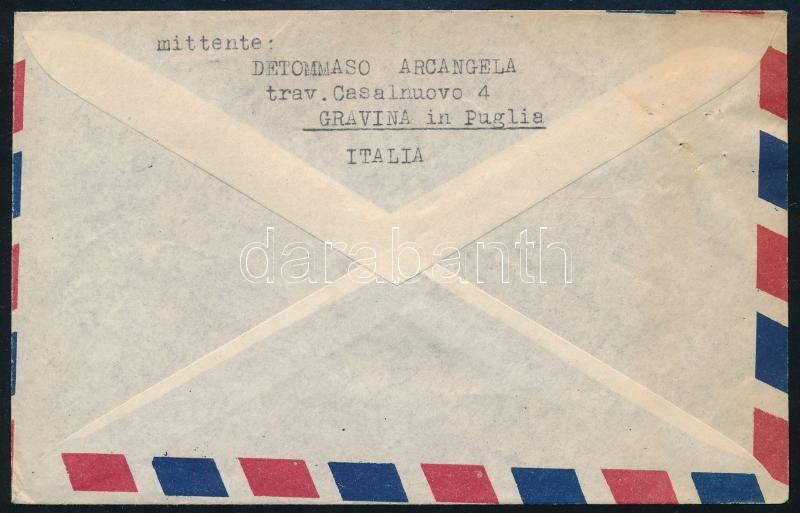 mittente:
DETOMMASO ARCANGELA
trav. Casalnuovo 4
GRAVINA in Puglia
ITALIA
darabanth